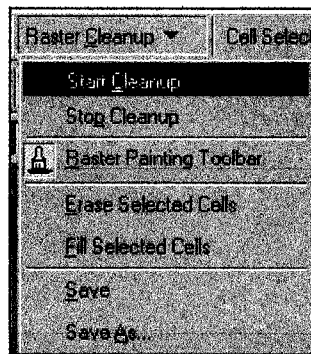 Raster Cleanup Cell Selec
Start Cleanup
Stop Cleanup
Raster Painting Toolbar
Erase Selected Cells
Fill Selected Cells
Save
Save As...